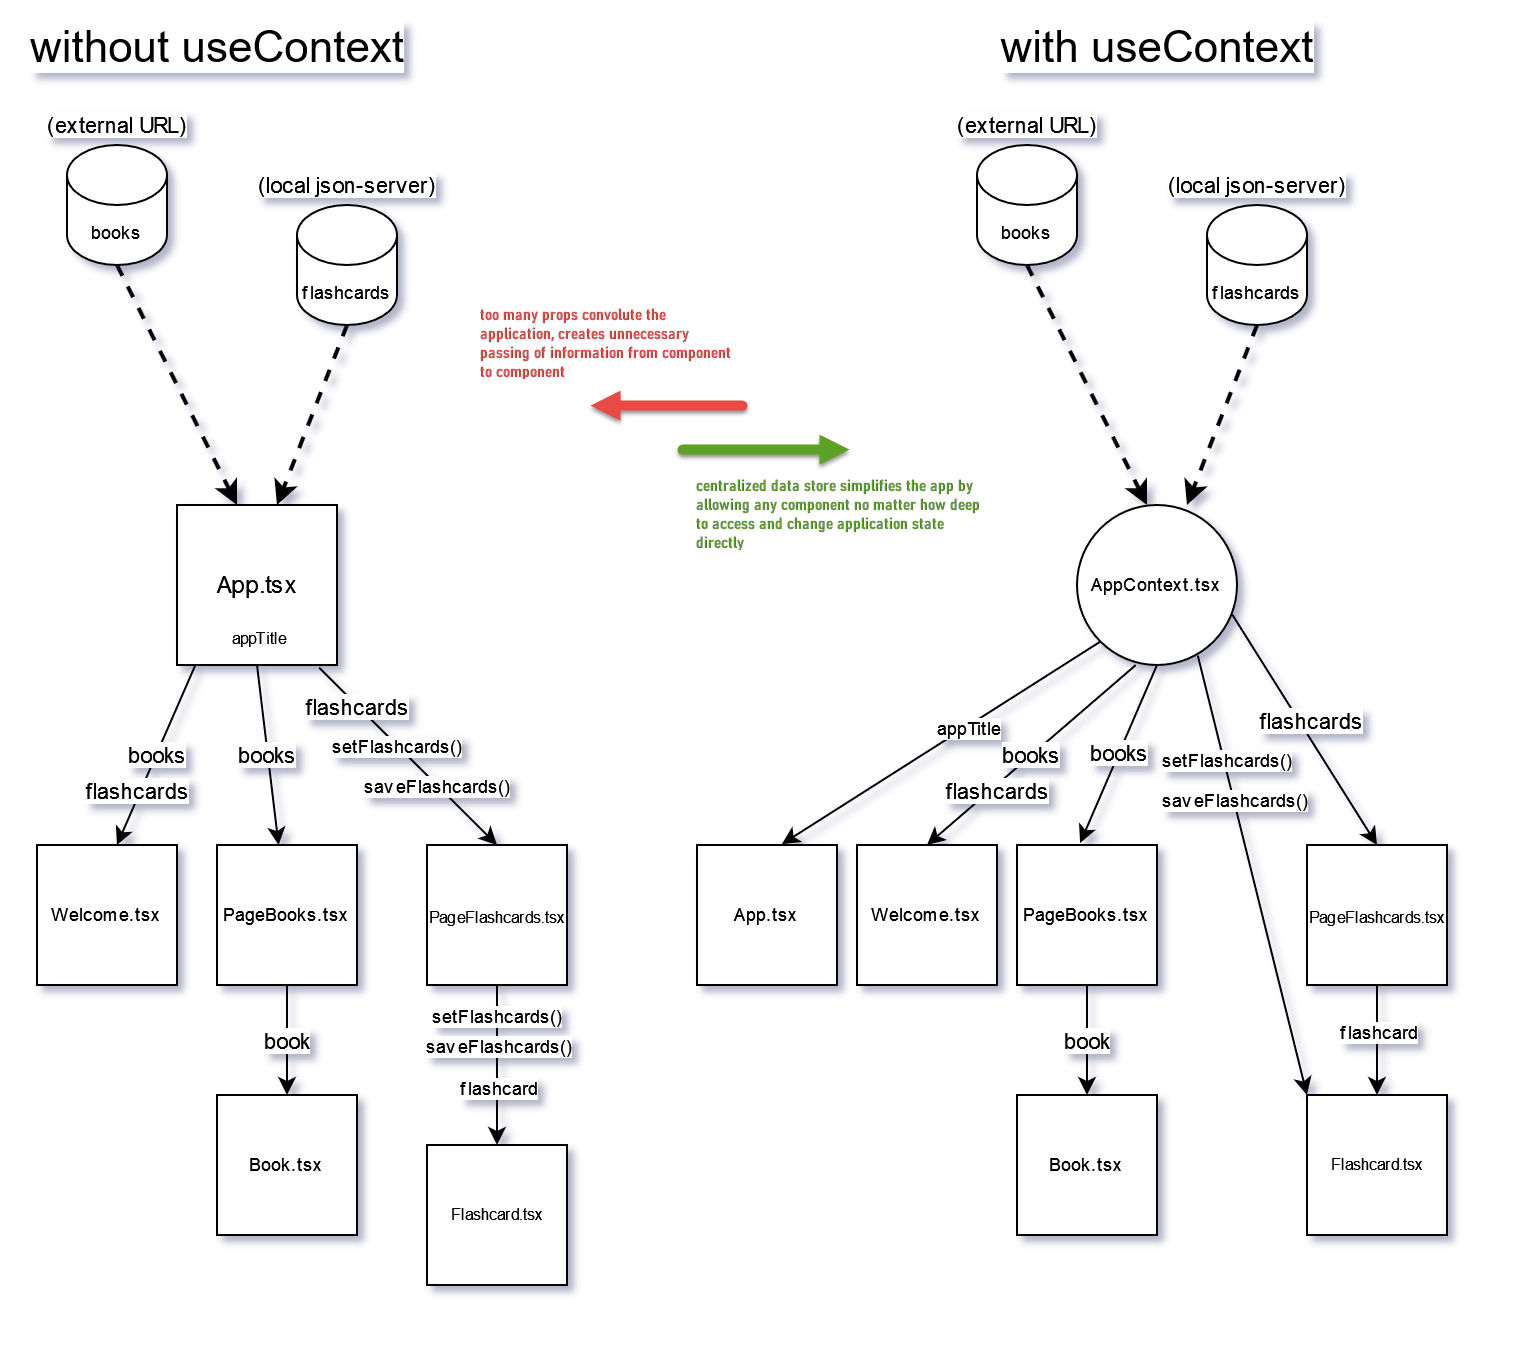 without useContext
(external URL)
books
(local json-server)
flashcards
App.tsx
appTitle
books
flashcards
books
flashcards
setFlashcards()
saveFlashcards()
Welcome.tsx
PageBooks.tsx
PageFlashcards.tsx
book
setFlashcards()
saveFlashcards()
flashcard
Book.tsx
Flashcard.tsx
too many props convolute the
application, creates unnecessary
passing of information from component
to component
centralized data store simplifies the app by
allowing any component no matter how deep
to access and change application state
directly
with useContext
(external URL)
books
(local json-server)
flashcards
AppContext.tsx
appTitle
books
flashcards
books
setFlashcards()
saveFlashcards()
flashcards
App.tsx
Welcome.tsx
PageBooks.tsx
PageFlashcards.tsx
book
flashcard
Book.tsx
Flashcard.tsx